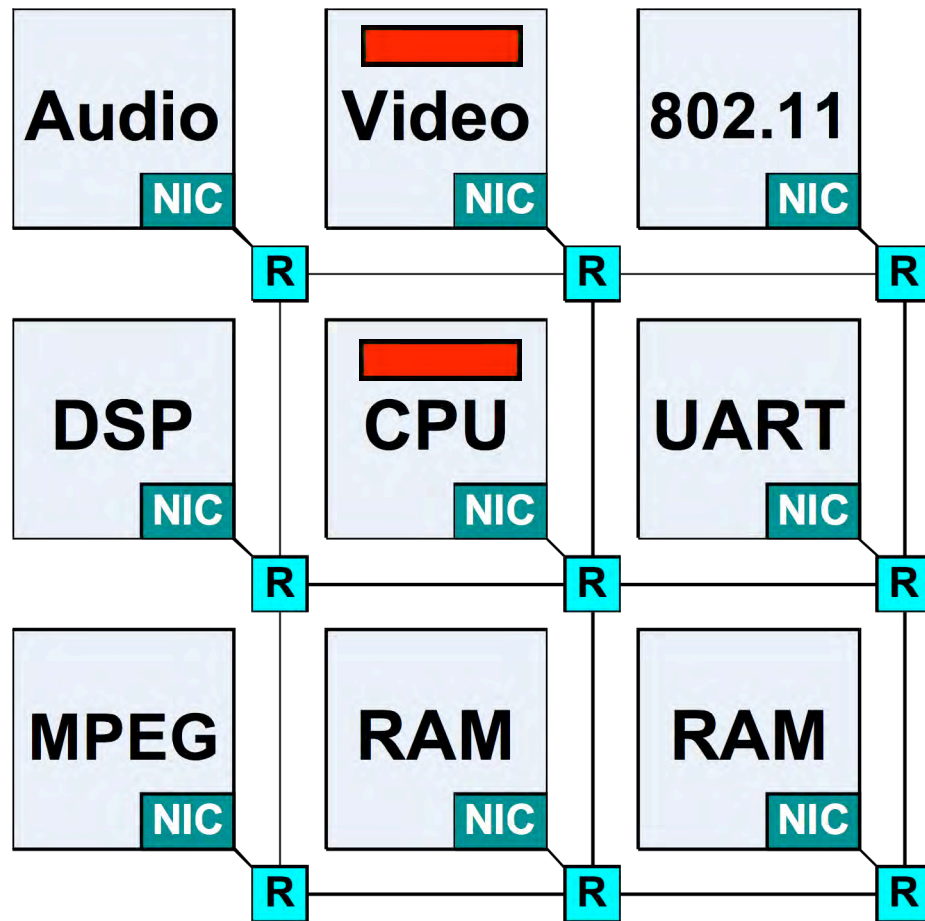 Audio
Video
802.11
NIC
NIC
NIC
R
R
R
DSP
CPU
UART
NIC
NIC
NIC
R
R
R
MPEG
RAM
RAM
NIC
NIC
NIC
R
R
R